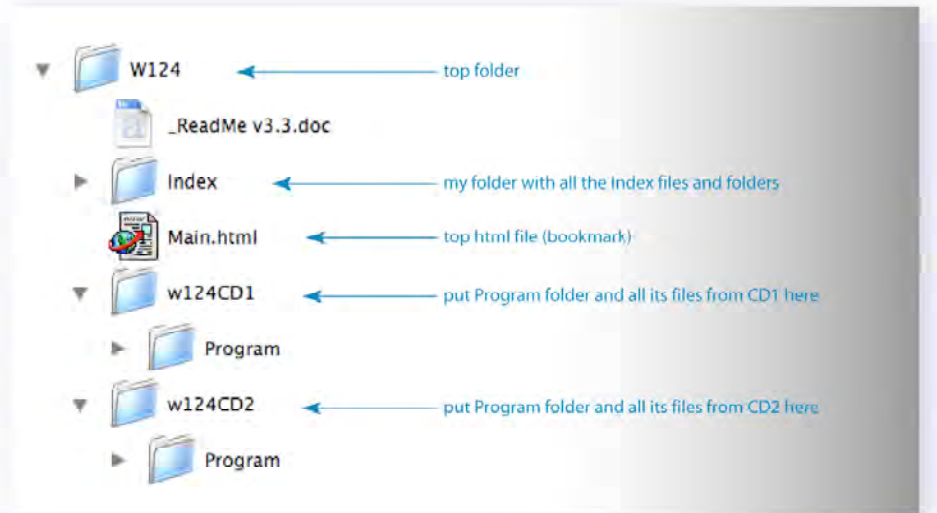 W124 top folder
_ReadMe v3.3.doc
Index my folder with all the Index files and folders
Main.html top html file (bookmark)
w124CD1 put Program folder and all its files from CD1 here
Program
w124CD2 put Program folder and all its files from CD2 here
Program